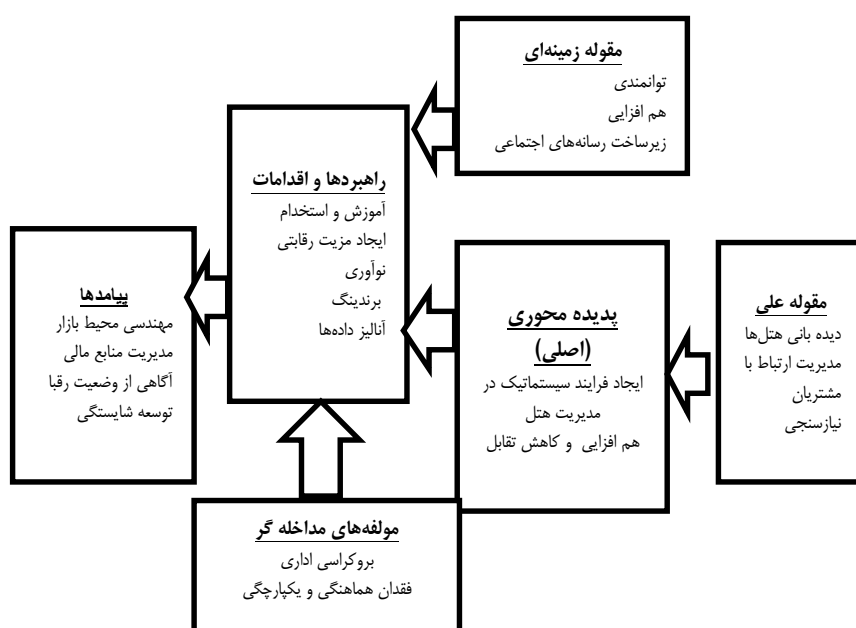 مقوله زمینه‌ای
توانمندی
هم افزایی
زیرساخت رسانه‌های اجتماعی
مقوله علی
دیده بانی هتل‌ها
مدیریت ارتباط با
مشتریان
نیازسنجی
پدیده محوری
(اصلی)
ایجاد فرایند سیستماتیک در
مدیریت هتل
هم افزایی و کاهش تقابل
راهبردها و اقدامات
آموزش و استخدام
ایجاد مزیت رقابتی
نوآوری
برندینگ
آنالیز داده‌ها
پیامدها
مهندسی محیط بازار
مدیریت منابع مالی
آگاهی از وضعیت رقبا
توسعه شایستگی
مولفه‌های مداخله گر
بروکراسی اداری
فقدان هماهنگی و یکپارچگی